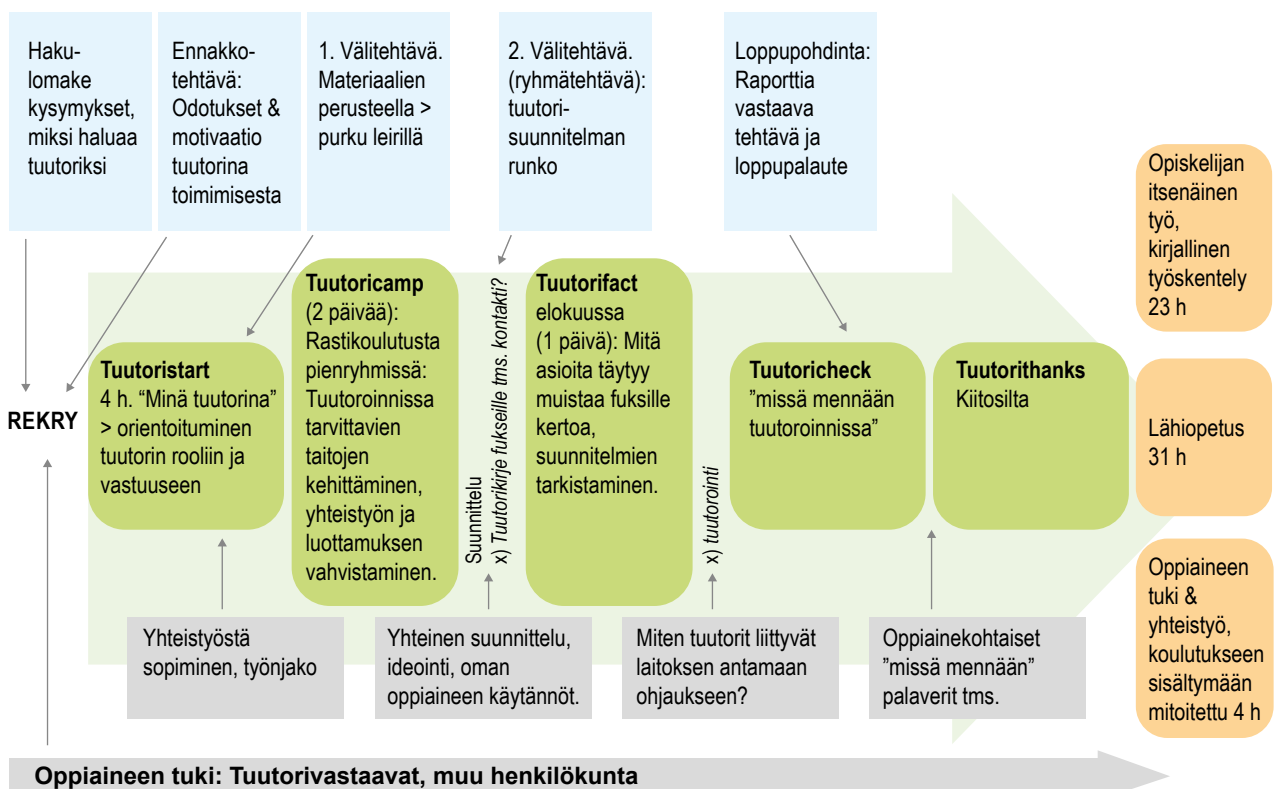 Haku-
lomake
kysymykset,
miksi haluaa
tuutoriksi
Ennakko-
tehtävä:
Odotukset &
motivaatio
tuutorina
toimimisesta
1. Välitehtävä.
Materiaalien
perusteella >
purku leirillä
2. Välitehtävä.
(ryhmätehtävä):
tuutori-
suunnitelman
runko
Loppupohdinta:
Raporttia
vastaava
tehtävä ja
loppupalaute
Opiskelijan
itsenäinen
työ,
kirjallinen
työskentely
23 h
REKRY
Tuutoristart
4 h. “Minä tuutorina”
> orientoituminen
tuutorin rooliin ja
vastuuseen
Tuutoricamp
(2 päivää):
Rastikoulutusta
pienryhmissä:
Tuutoroinnissa
tarvittavien
taitojen
kehittäminen,
yhteistyön ja
luottamuksen
vahvistaminen.
Suunnittelu
x) Tuutorikirje fukseille tms. kontakti?
Tuutorifact
elokuussa
(1 päivä): Mitä
asioita täytyy
muistaa fuksille
kertoa,
suunnitelmien
tarkistaminen.
x) tuutorointi
Tuutoricheck
”missä mennään
tuutoroinnissa”
Tuutorithanks
Kiitosilta
Lähiopetus
31 h
Yhteistyöstä
sopiminen, työnjako
Yhteinen suunnittelu,
ideointi, oman
oppiaineen käytännöt.
Miten tuutorit liittyvät
laitoksen antamaan
ohjaukseen?
Oppiainekohtaiset
”missä mennään”
palaverit tms.
Oppiaineen
tuki &
yhteistyö,
koulutukseen
sisältymään
mitoitettu 4 h
Oppiaineen tuki: Tuutorivastaavat, muu henkilökunta